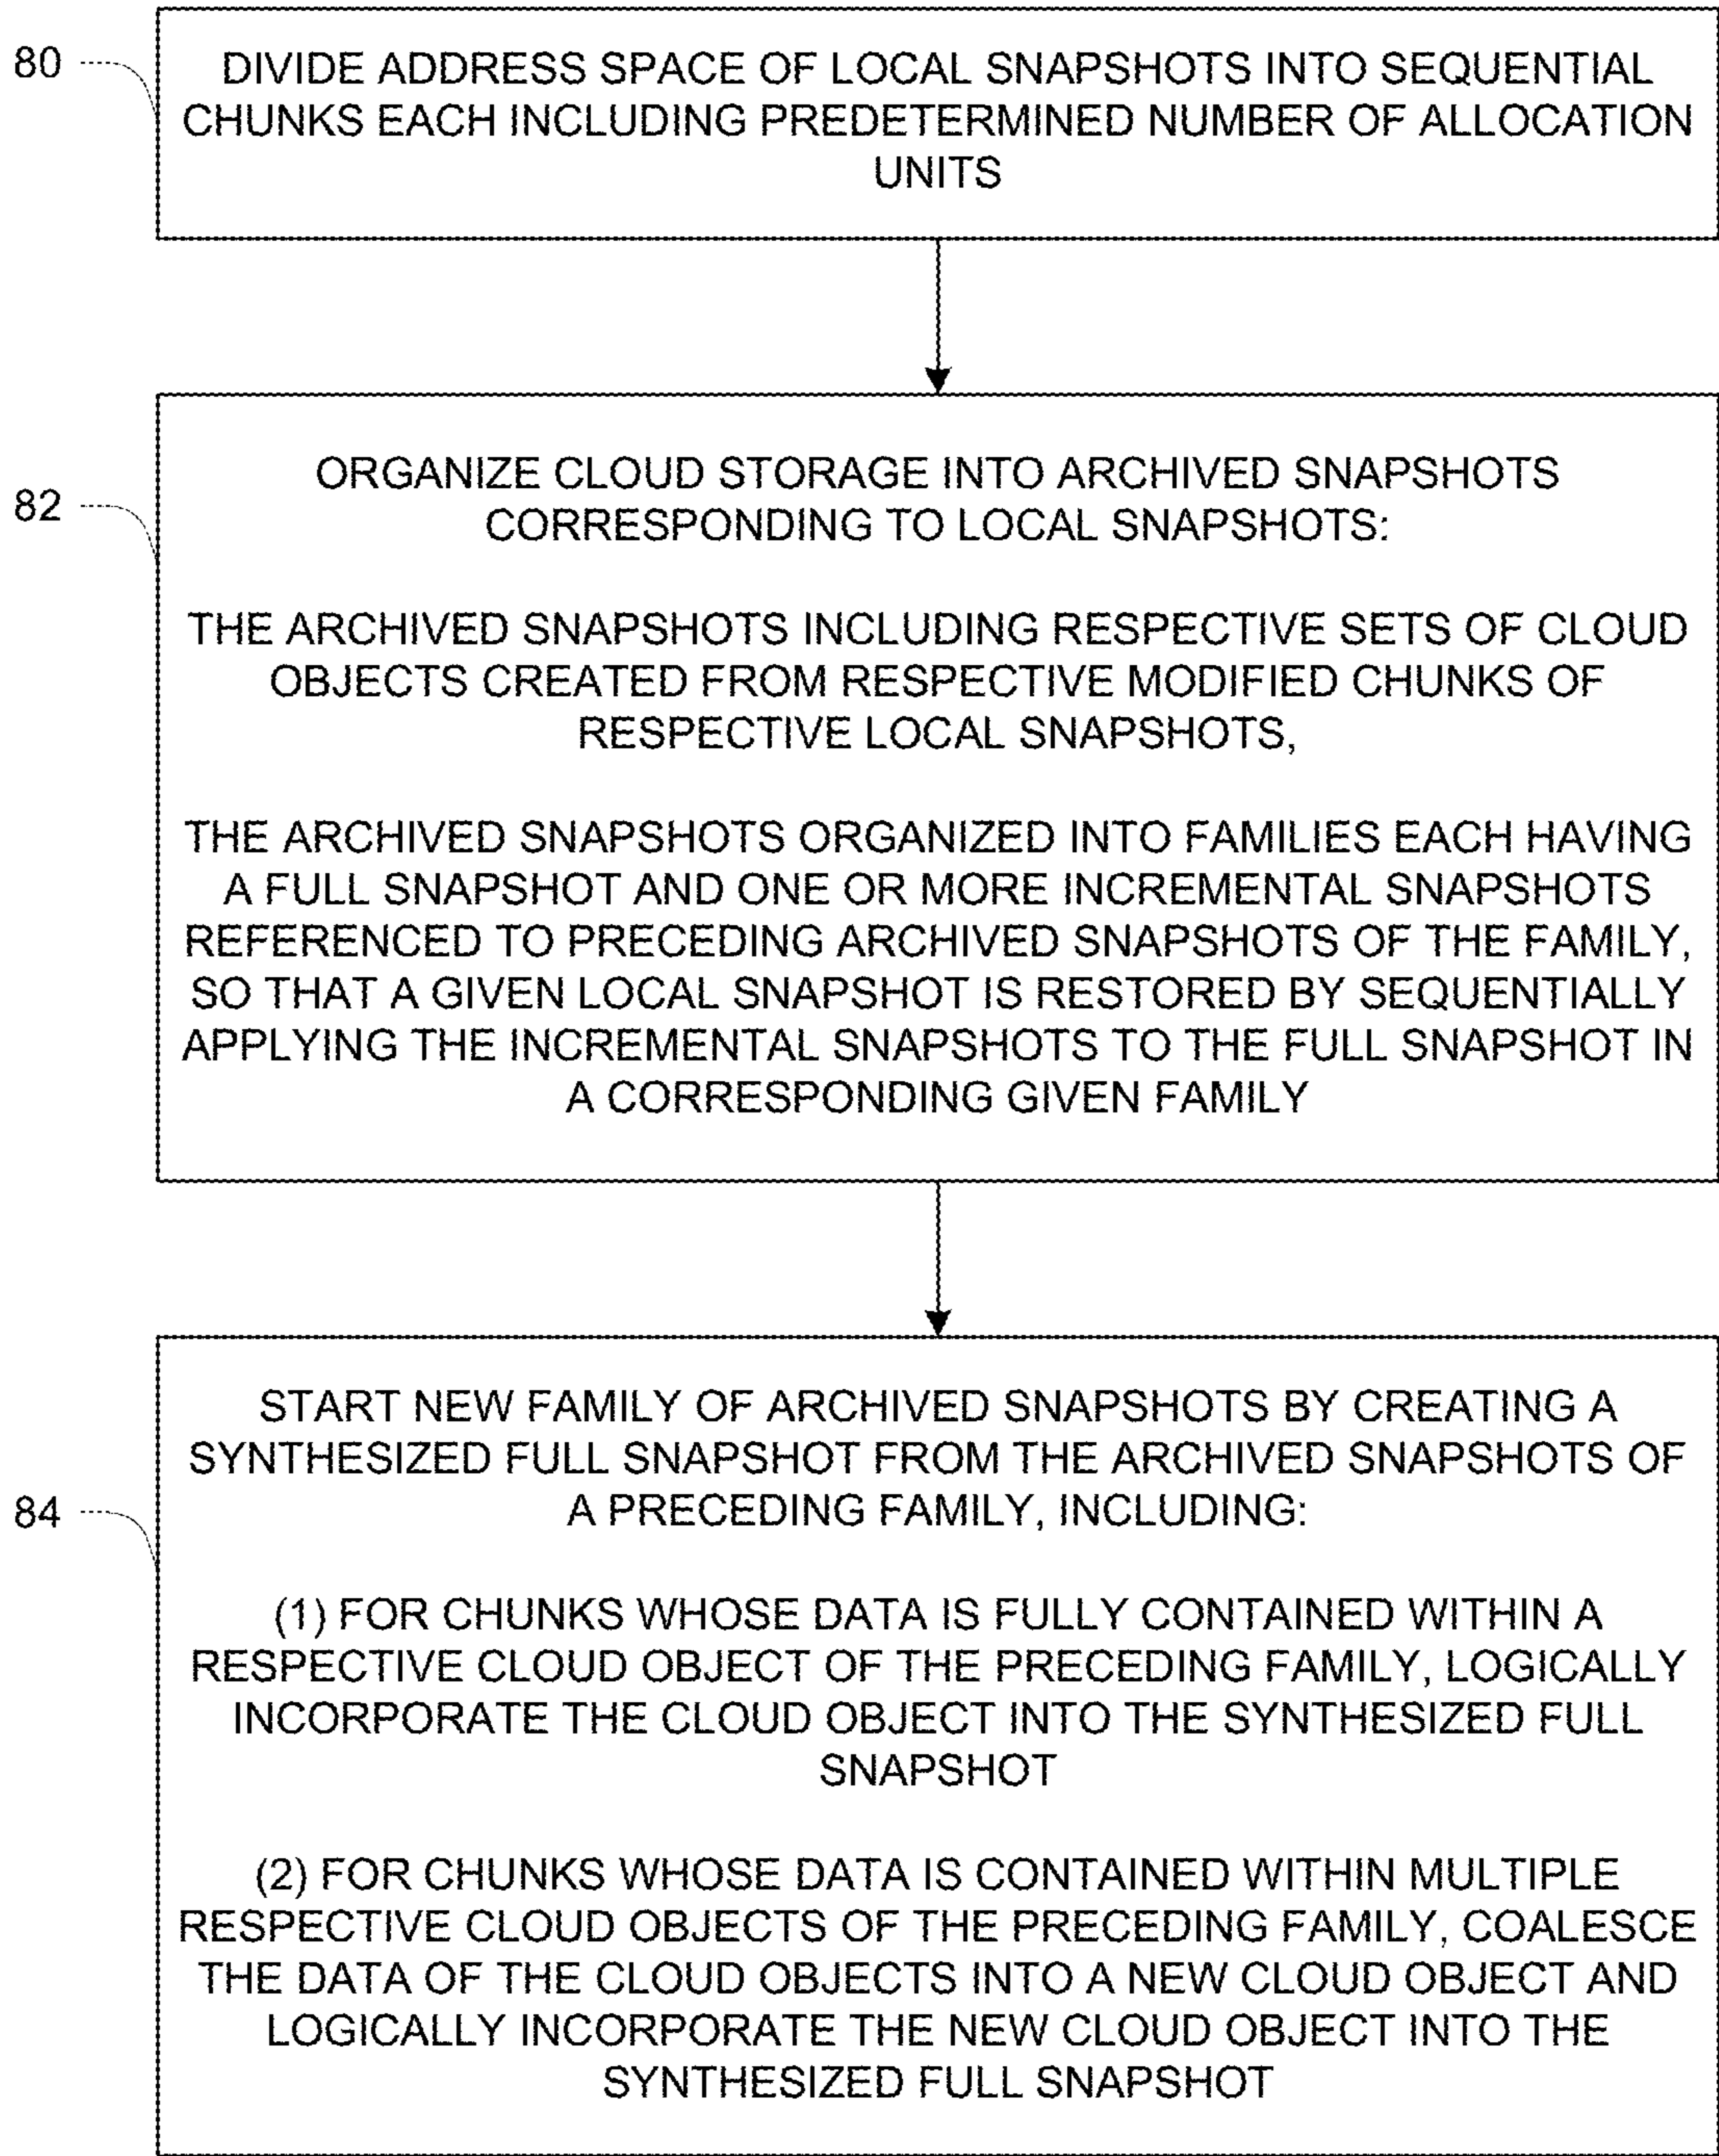 80
DIVIDE ADDRESS SPACE OF LOCAL SNAPSHOTS INTO SEQUENTIAL
CHUNKS EACH INCLUDING PREDETERMINED NUMBER OF ALLOCATION
UNITS
82
ORGANIZE CLOUD STORAGE INTO ARCHIVED SNAPSHOTS
CORRESPONDING TO LOCAL SNAPSHOTS:
THE ARCHIVED SNAPSHOTS INCLUDING RESPECTIVE SETS OF CLOUD
OBJECTS CREATED FROM RESPECTIVE MODIFIED CHUNKS OF
RESPECTIVE LOCAL SNAPSHOTS,
THE ARCHIVED SNAPSHOTS ORGANIZED INTO FAMILIES EACH HAVING
A FULL SNAPSHOT AND ONE OR MORE INCREMENTAL SNAPSHOTS
REFERENCED TO PRECEDING ARCHIVED SNAPSHOTS OF THE FAMILY,
SO THAT A GIVEN LOCAL SNAPSHOT IS RESTORED BY SEQUENTIALLY
APPLYING THE INCREMENTAL SNAPSHOTS TO THE FULL SNAPSHOT IN
A CORRESPONDING GIVEN FAMILY
84
START NEW FAMILY OF ARCHIVED SNAPSHOTS BY CREATING A
SYNTHESIZED FULL SNAPSHOT FROM THE ARCHIVED SNAPSHOTS OF
A PRECEDING FAMILY, INCLUDING:
(1) FOR CHUNKS WHOSE DATA IS FULLY CONTAINED WITHIN A
RESPECTIVE CLOUD OBJECT OF THE PRECEDING FAMILY, LOGICALLY
INCORPORATE THE CLOUD OBJECT INTO THE SYNTHESIZED FULL
SNAPSHOT
(2) FOR CHUNKS WHOSE DATA IS CONTAINED WITHIN MULTIPLE
RESPECTIVE CLOUD OBJECTS OF THE PRECEDING FAMILY, COALESCE
THE DATA OF THE CLOUD OBJECTS INTO A NEW CLOUD OBJECT AND
LOGICALLY INCORPORATE THE NEW CLOUD OBJECT INTO THE
SYNTHESIZED FULL SNAPSHOT